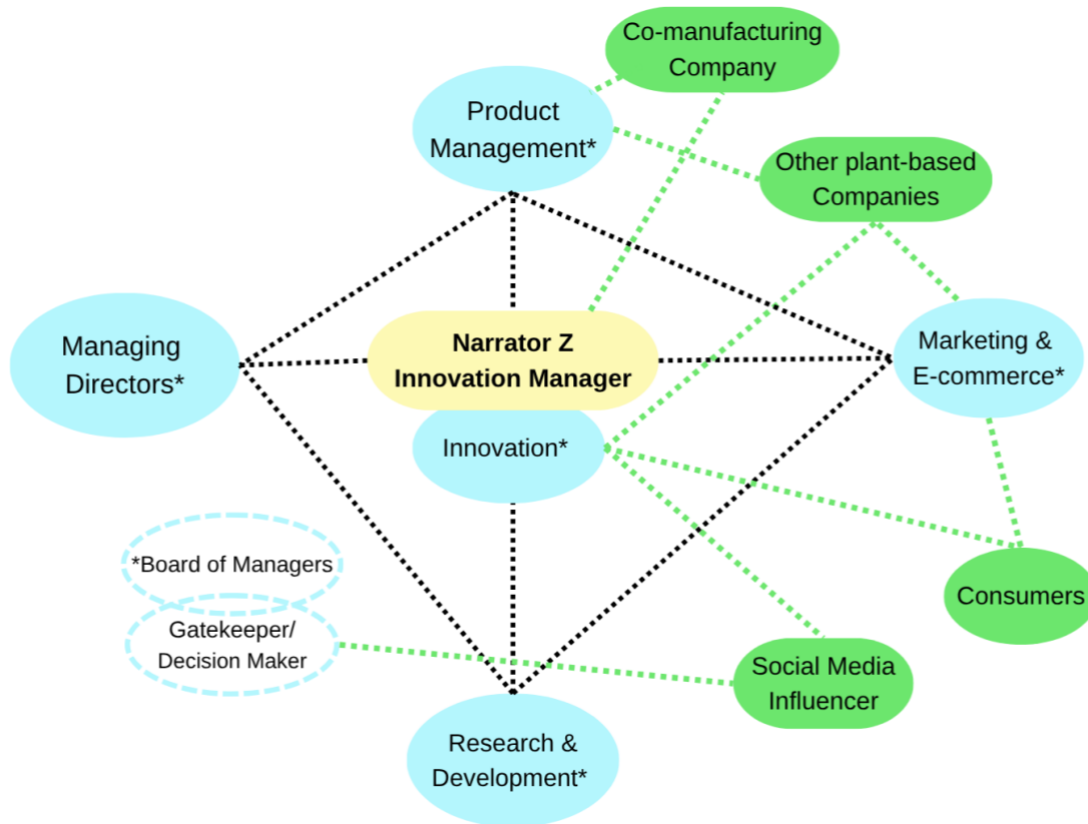 Co-manufacturing
Company
Product
Management*
Other plant-based
Companies
Managing
Directors*
Narrator Z
Innovation Manager
Marketing &
E-commerce*
Innovation*
*Board of Managers
Gatekeeper/
Decision Maker
Consumers
Social Media
Influencer
Research &
Development*